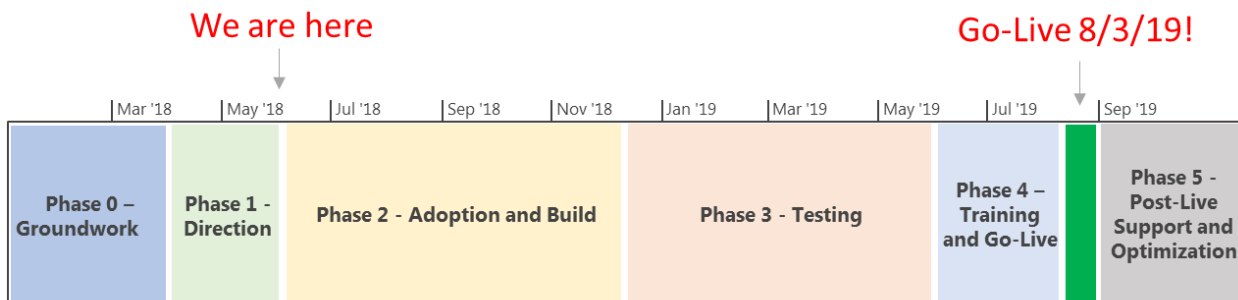 We are here
Go-Live 8/3/19!
Mar '18
May '18
Jul '18
Sep '18
Nov '18
Jan '19
Mar '19
May '19
Jul '19
Sep '19
Phase 0 –
Groundwork
Phase 1 -
Direction
Phase 2 - Adoption and Build
Phase 3 - Testing
Phase 4 –
Training
and Go-Live
Phase 5 -
Post-Live
Support and
Optimization